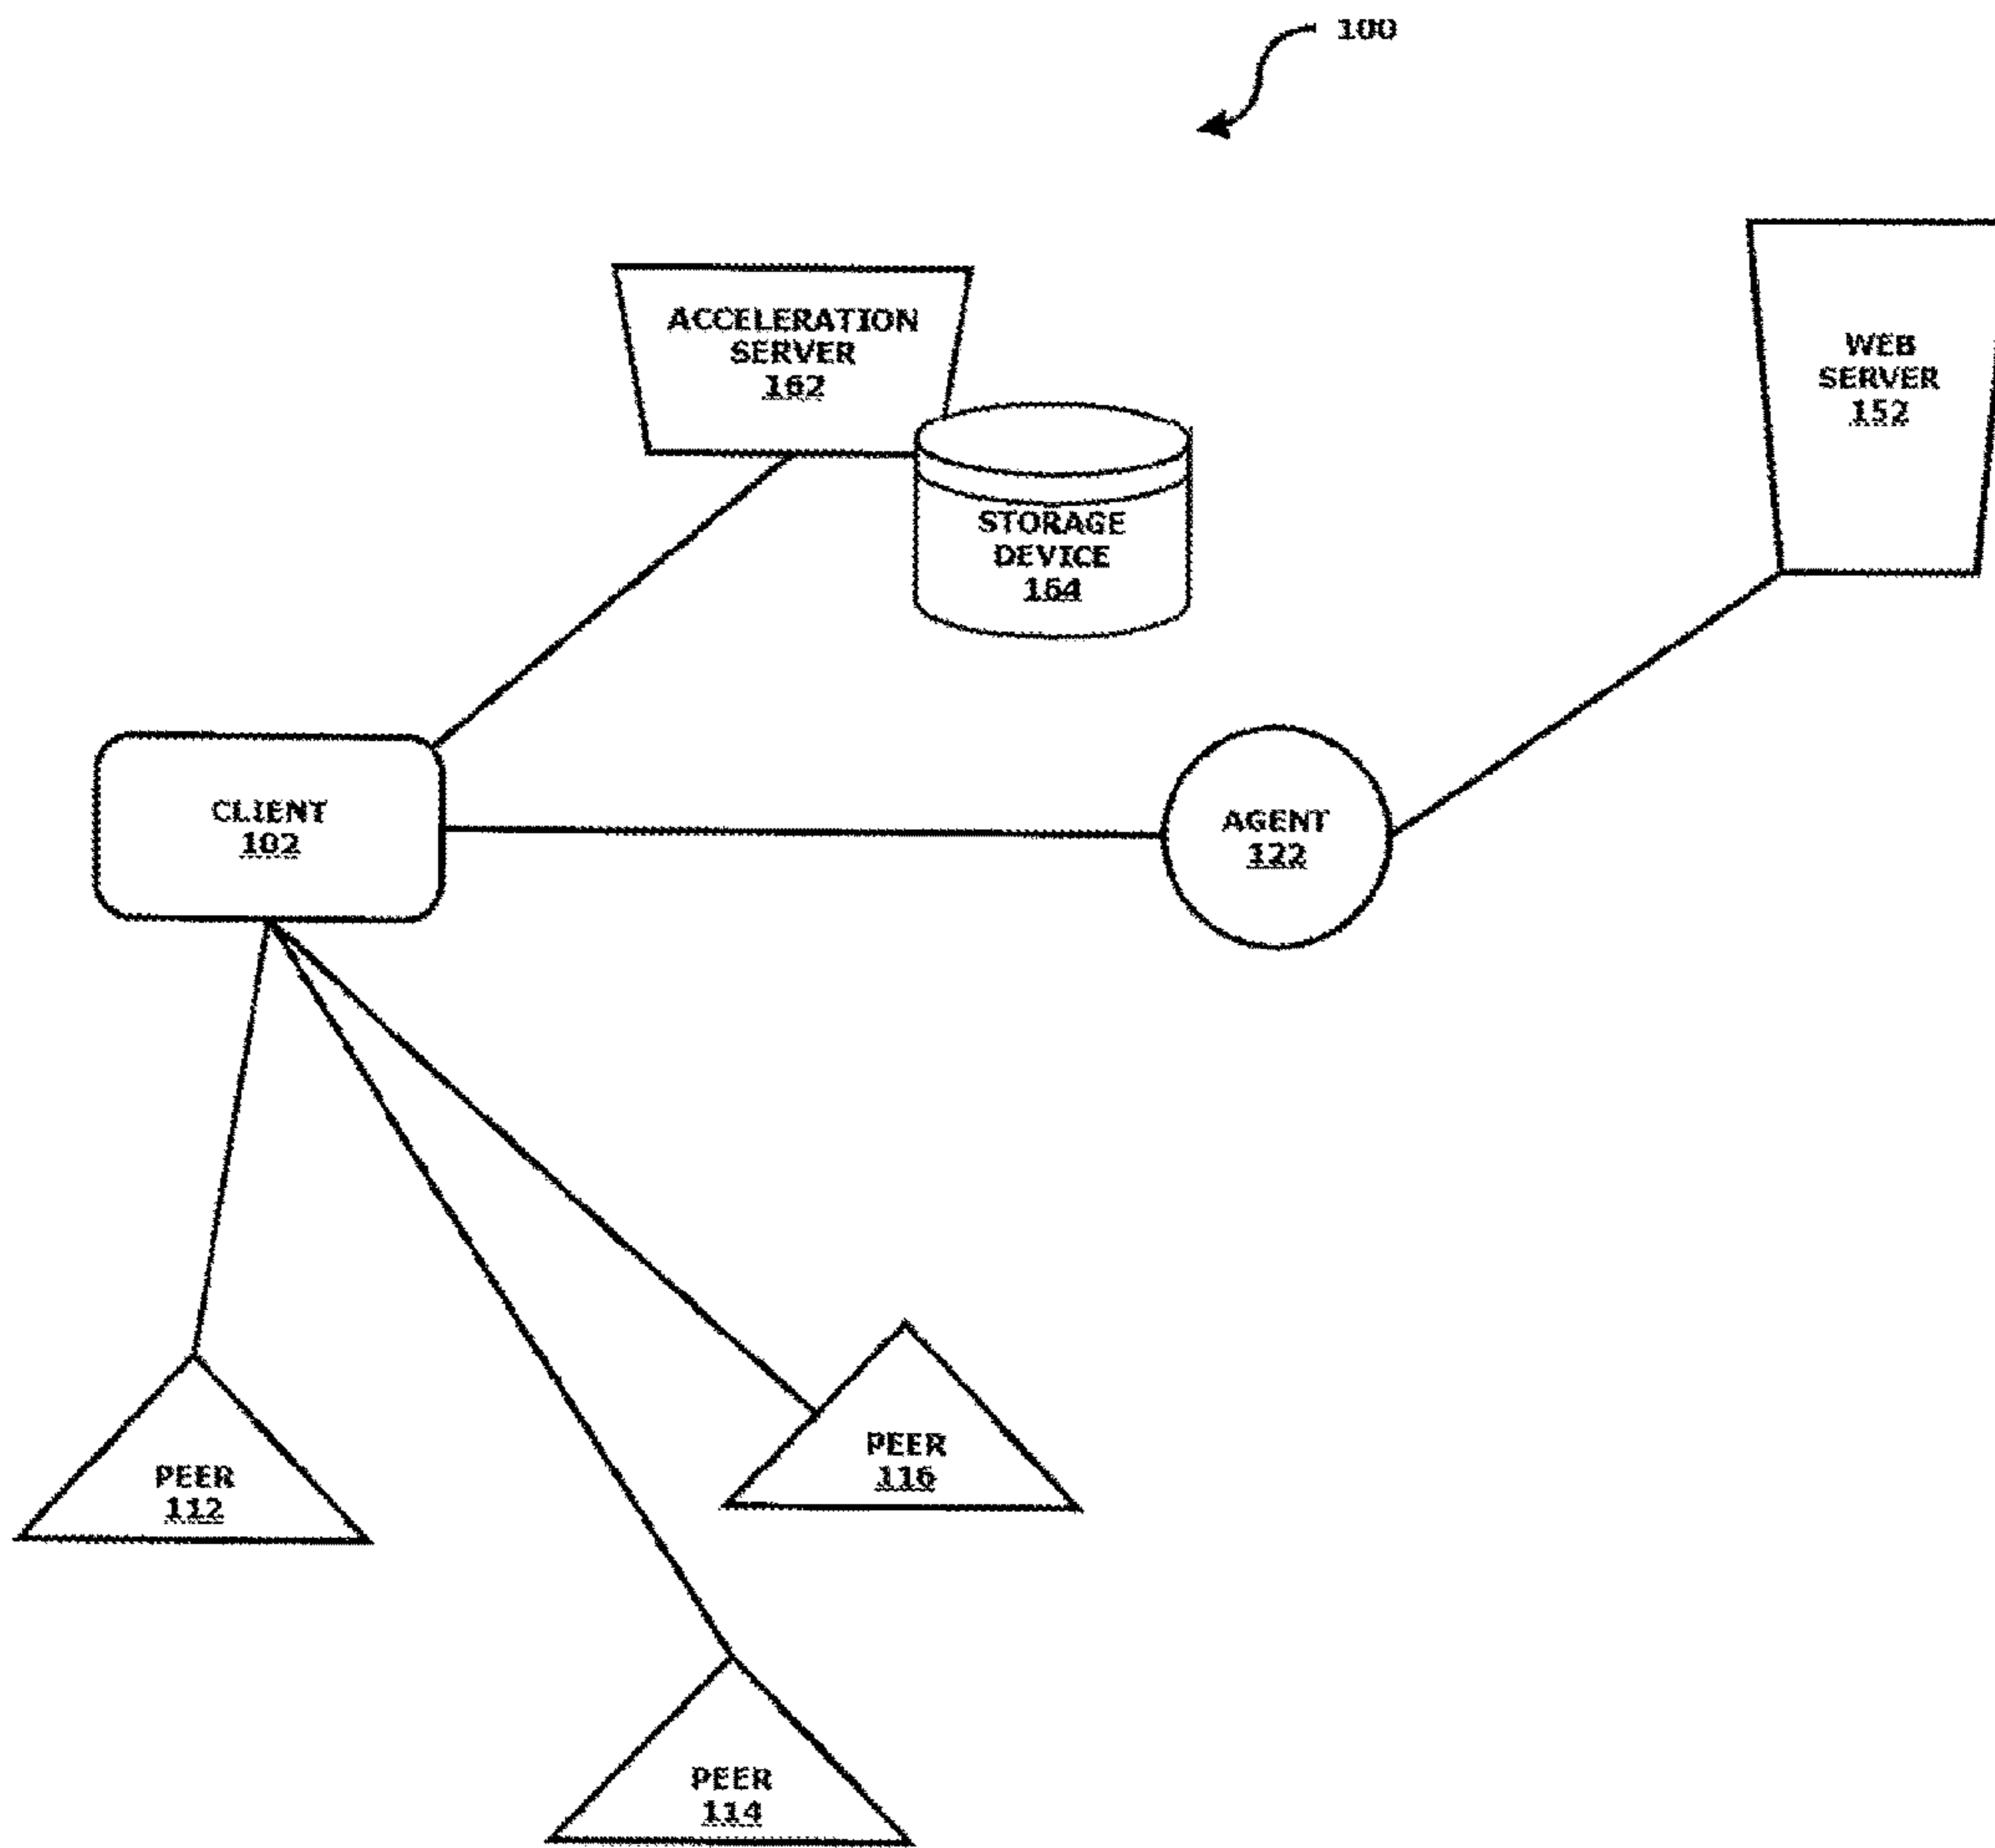 100
ACCELERATION
SERVER
162
WEB
SERVER
152
STORAGE
DEVICE
164
CLIENT
102
AGENT
122
PEER
116
PEER
112
PEER
114